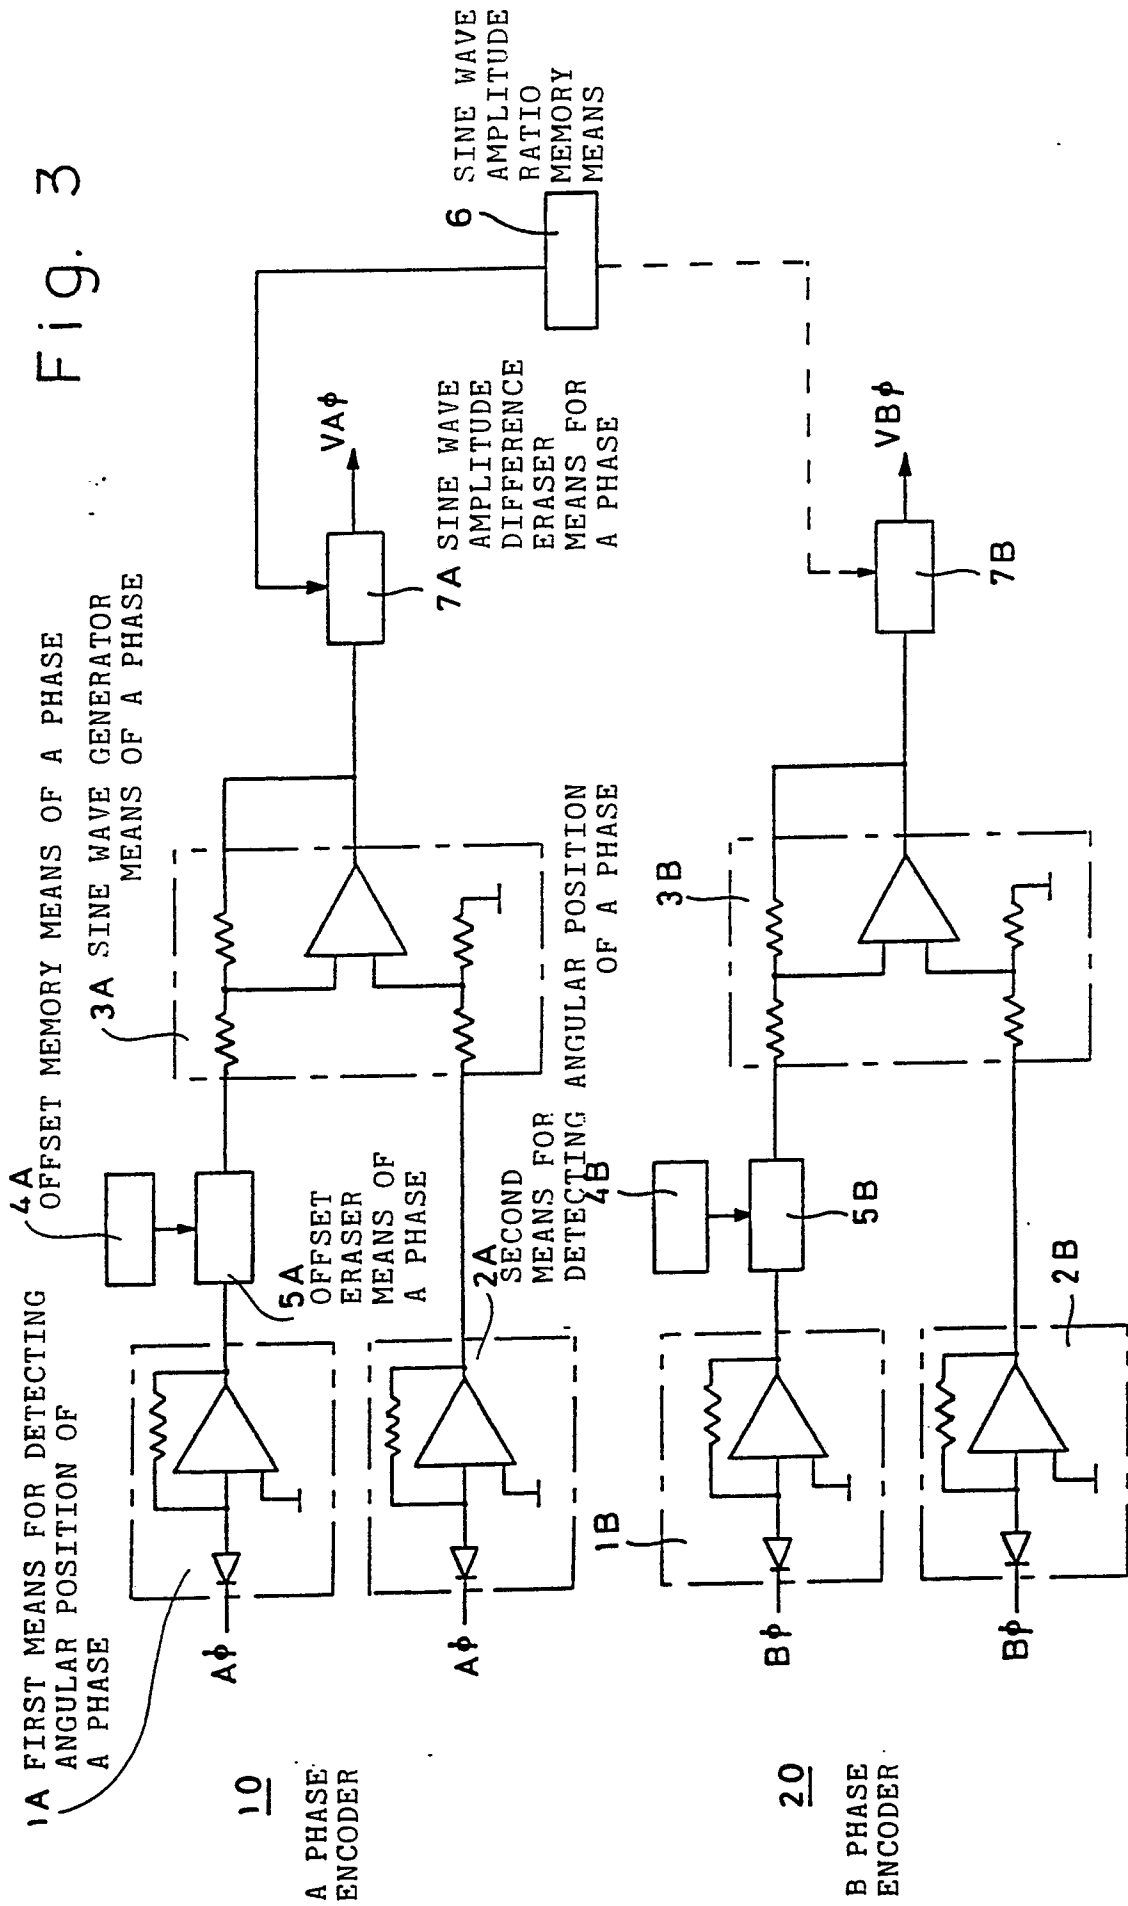 Fig. 3
1A FIRST MEANS FOR DETECTING
ANGULAR POSITION OF
A PHASE
4A
OFFSET MEMORY MEANS OF A PHASE
3A SINE WAVE GENERATOR
MEANS OF A PHASE
5A
OFFSET
ERASER
MEANS OF
A PHASE
2A
SECOND
MEANS FOR
DETECTING ANGULAR POSITION
OF A PHASE
VAφ
7A SINE WAVE
AMPLITUDE
DIFFERENCE
ERASER
MEANS FOR
A PHASE
6
SINE WAVE
AMPLITUDE
RATIO
MEMORY
MEANS
Aφ
Aφ
10
A PHASE
ENCODER
1B
4B
5B
3B
2B
7B
VBφ
Bφ
Bφ
20
B PHASE
ENCODER